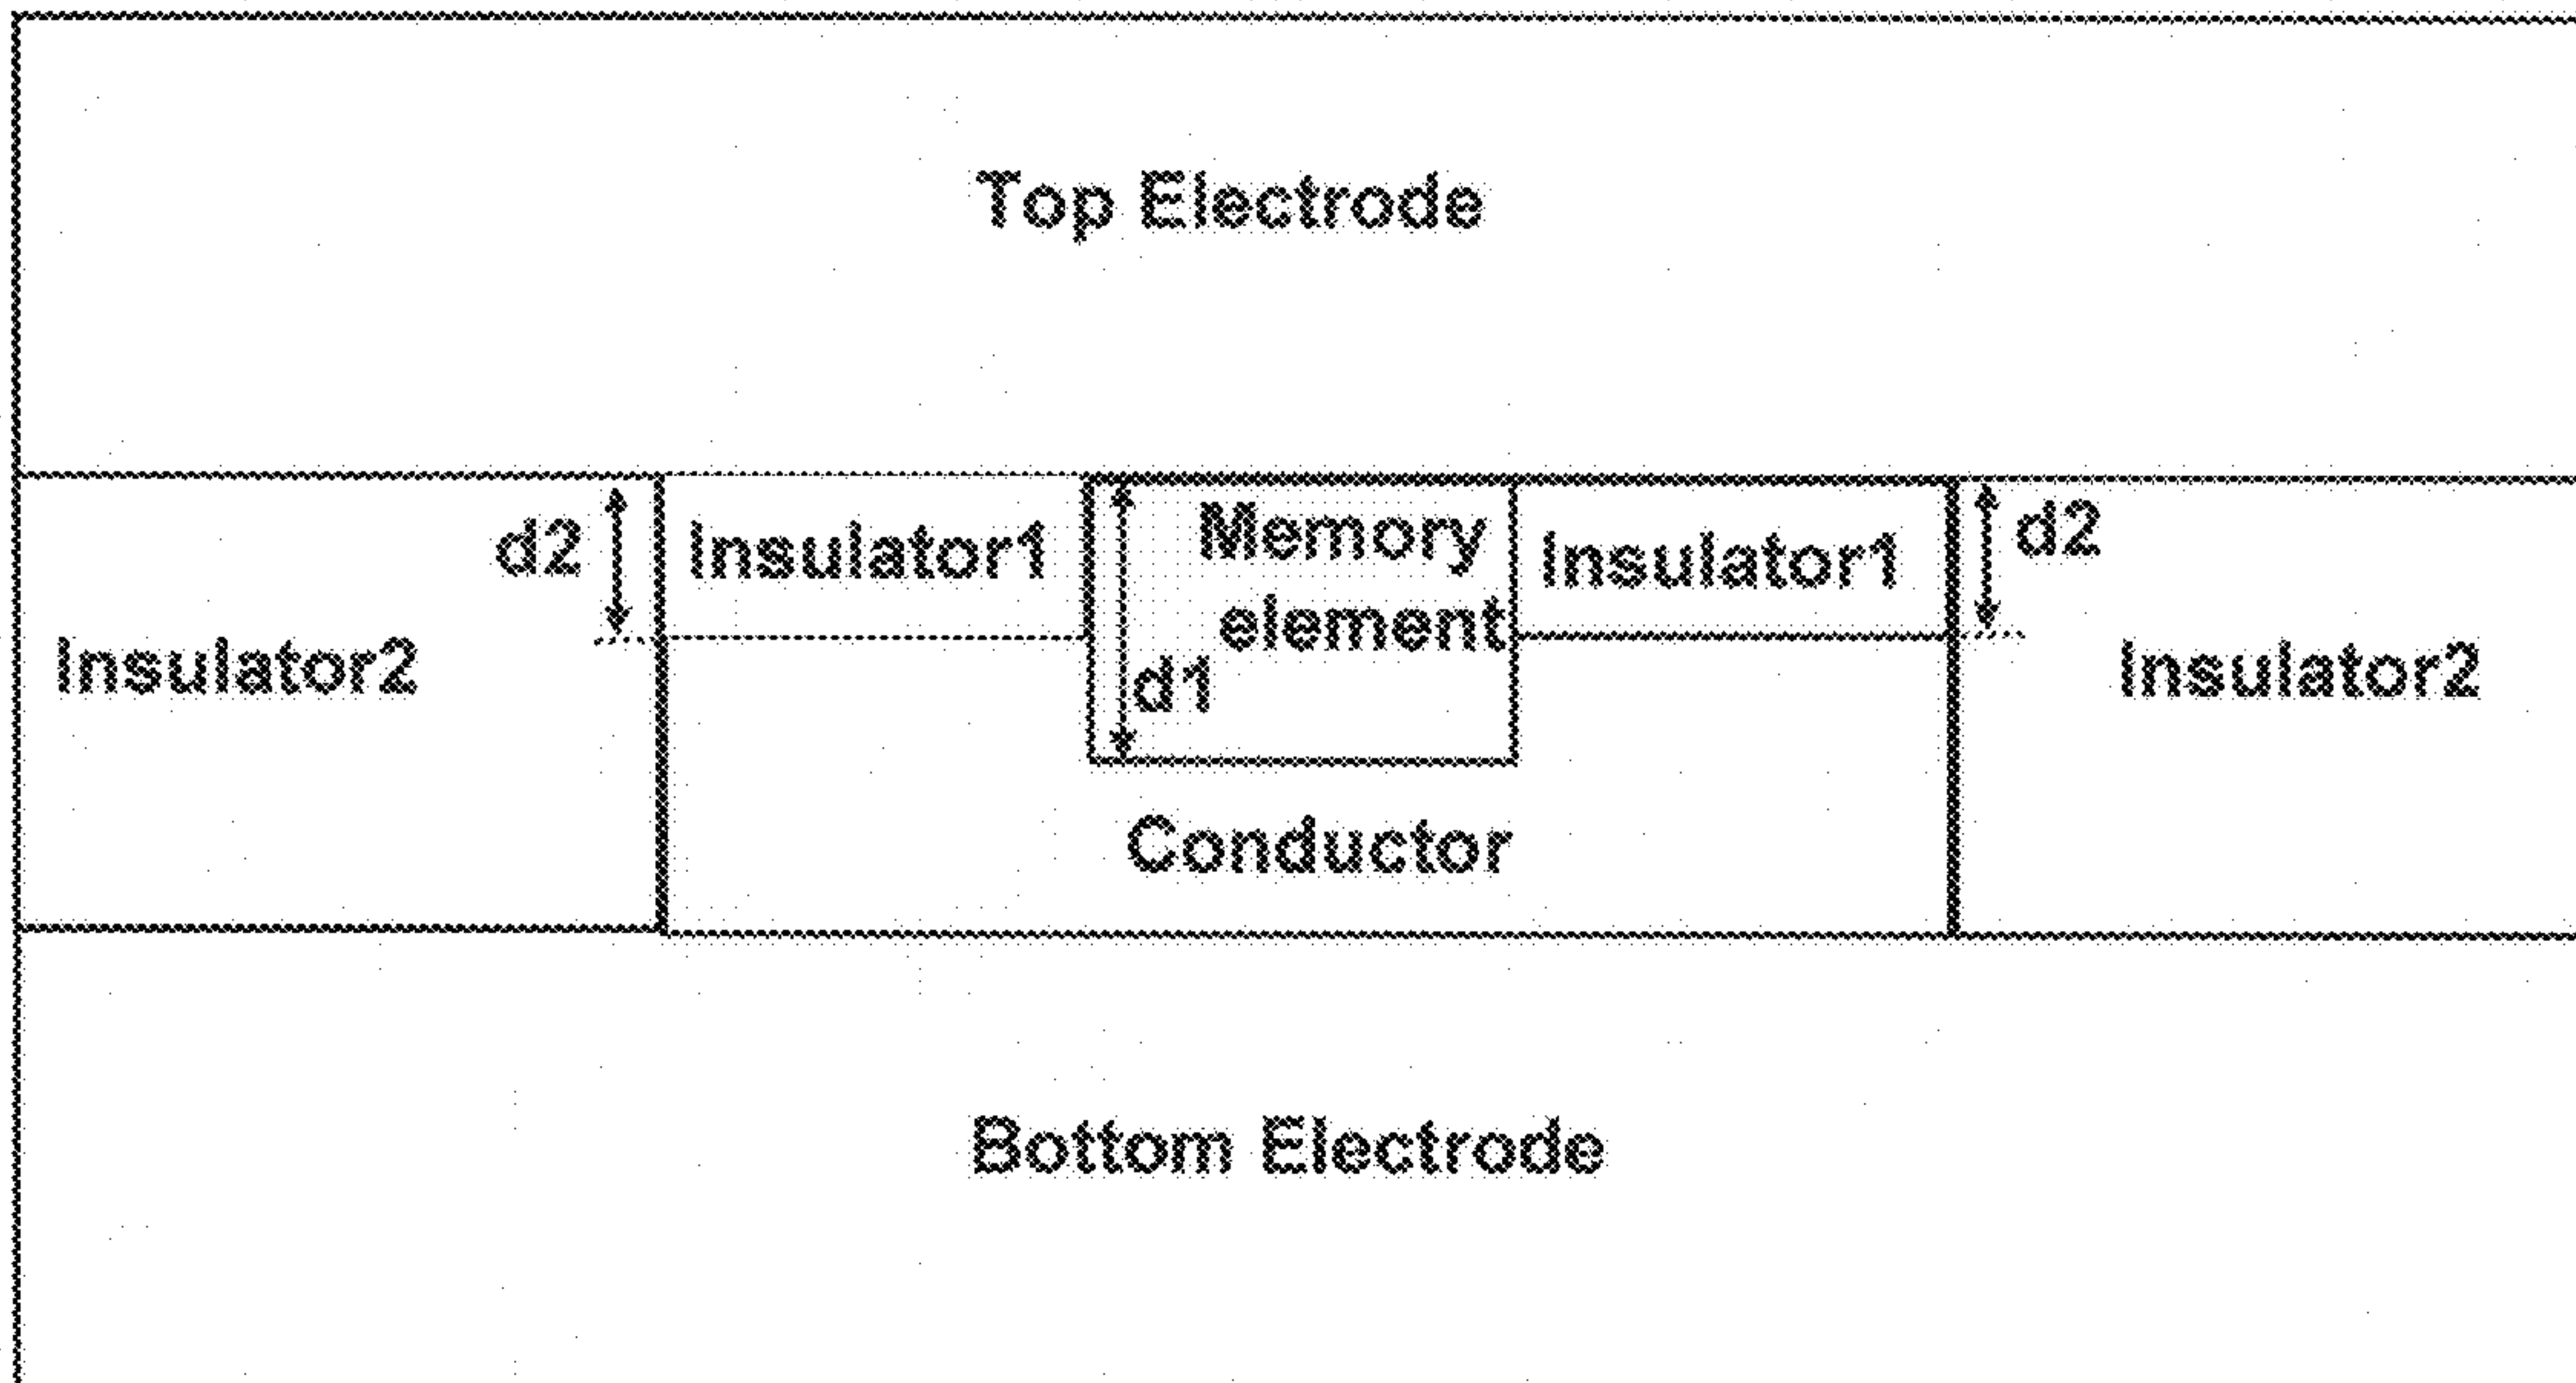 Top Electrode
d2
Insulator1
Memory
element
Insulator1
d2
Insulator2
d1
Insulator2
Conductor
Bottom Electrode